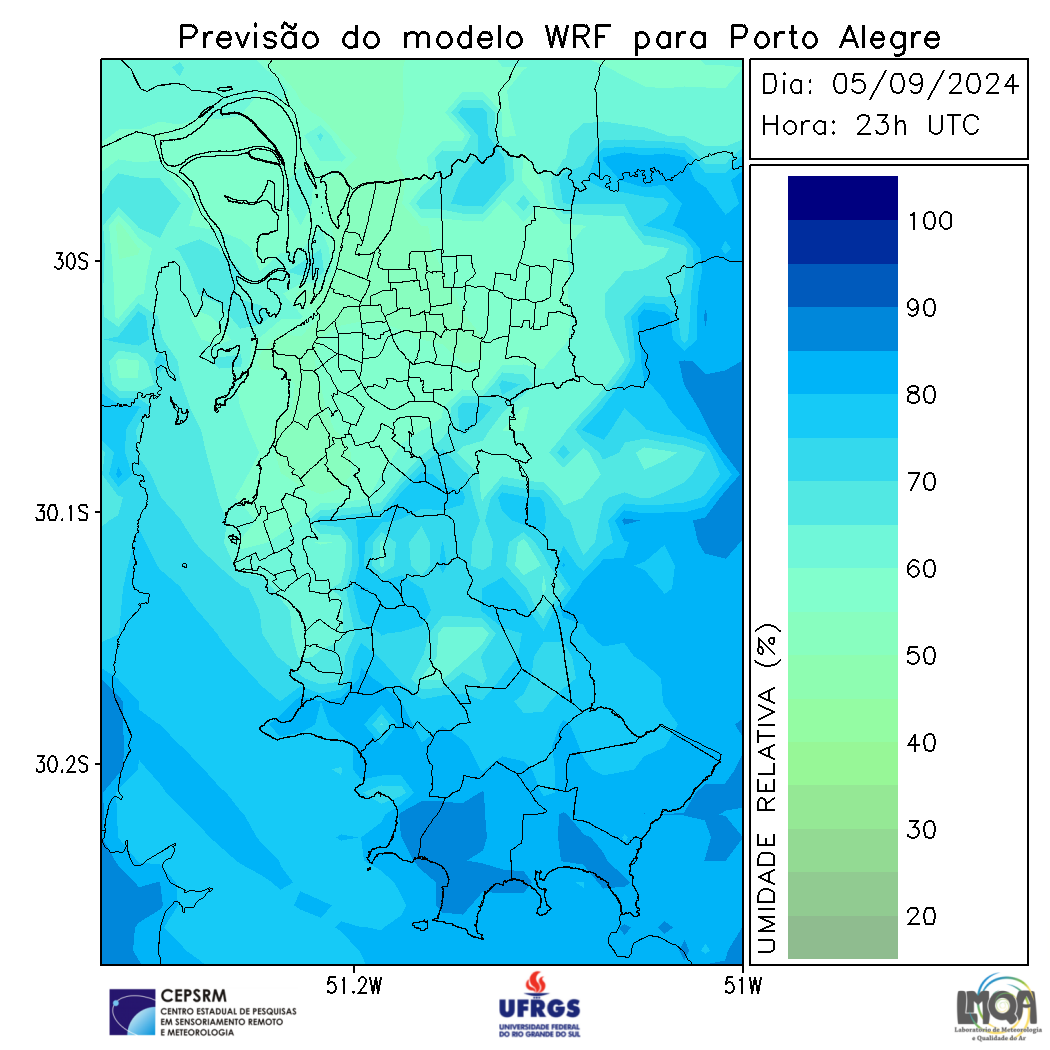 Previsão do modelo WRF para Porto Alegre
Dia: 05/09/2024
Hora: 23h UTC
100
90
80
70
60
50
40
30
20
UMIDADE RELATIVA (%)
30S
30.1S
30.2S
51.2W
51W
CEPSRM
CENTRO ESTADUAL DE PESQUISAS
EM SENSORIAMENTO REMOTO
E METEOROLOGIA
UFRGS
UNIVERSIDADE FEDERAL
DO RIO GRANDE DO SUL
LMQA
Laboratório de Meteorologia
e Qualidade do Ar